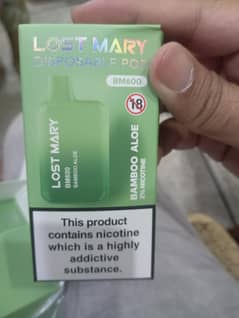 LOST MARY
DISPOSABLE POD
BM600
18
LOST MARY
BM600
BAMBOO ALOE
BAMBOO ALOE
2% NICOTINE
This product
contains nicotine
which is a highly
addictive
substance.